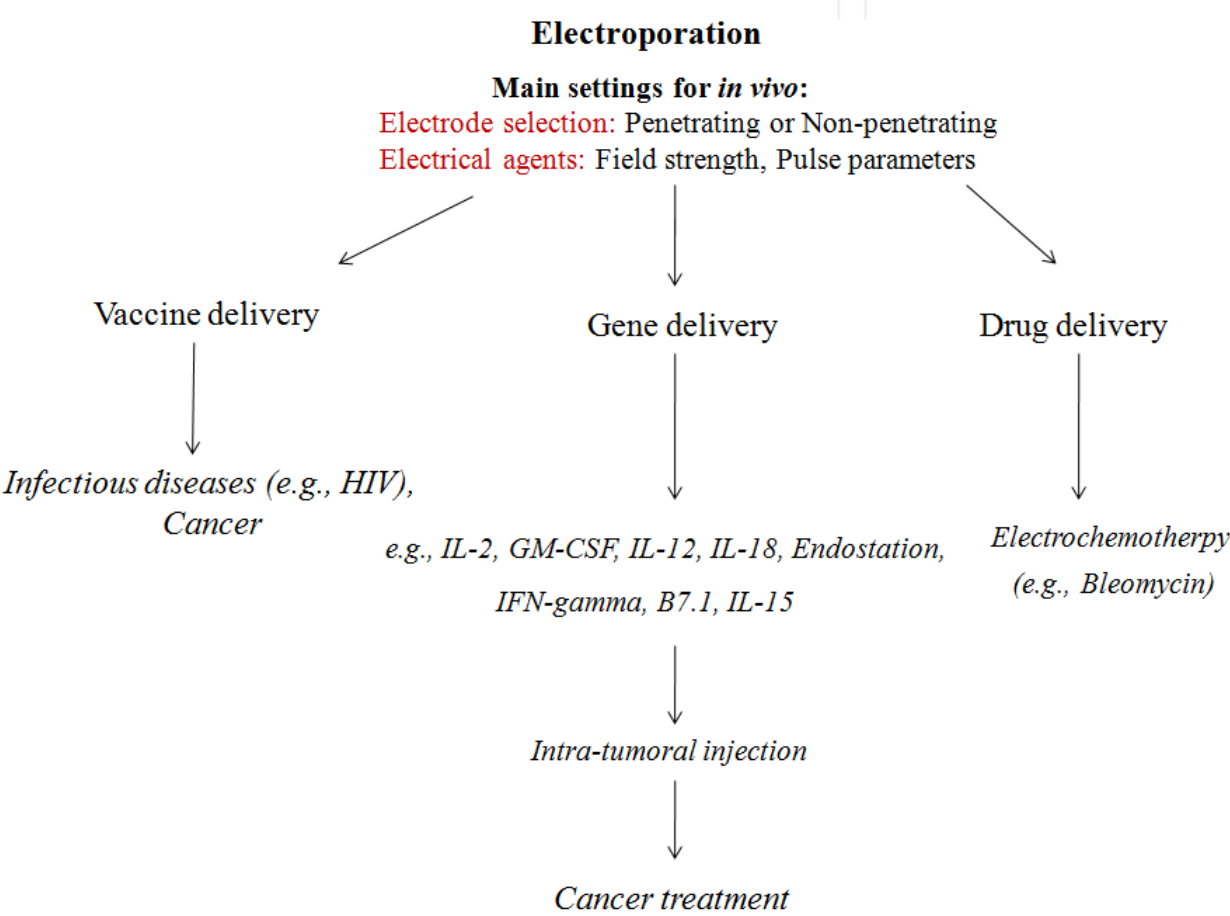 Electroporation
Main settings for in vivo:
Electrode selection: Penetrating or Non-penetrating
Electrical agents: Field strength, Pulse parameters
Vaccine delivery
Gene delivery
Drug delivery
Infectious diseases (e.g., HIV),
Cancer
e.g., IL-2, GM-CSF, IL-12, IL-18, Endostation,
IFN-gamma, B7.1, IL-15
Electrochemotherpy
(e.g., Bleomycin)
Intra-tumoral injection
Cancer treatment